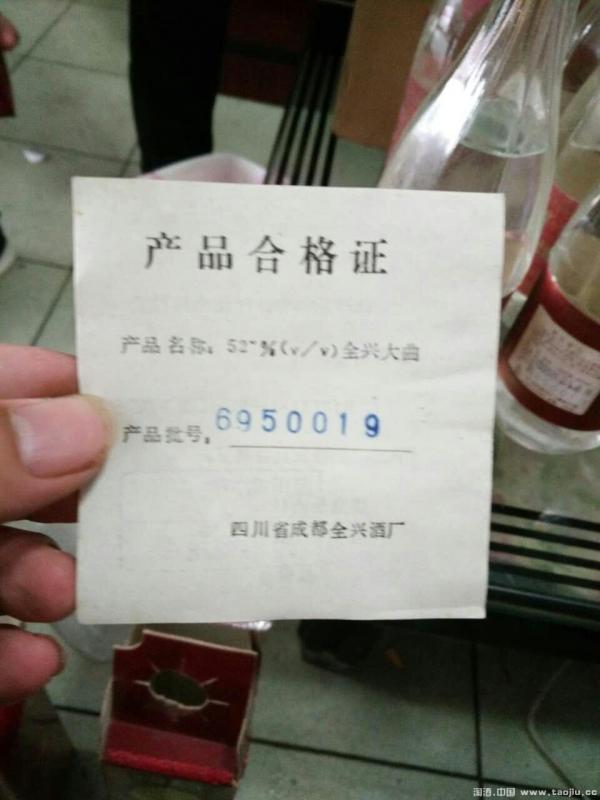 产品合格证
产品名称：52~%(v/v)全兴大曲
产品批号：6950019
四川省成都全兴酒厂
淘酒.中国 www.taojiu.cc